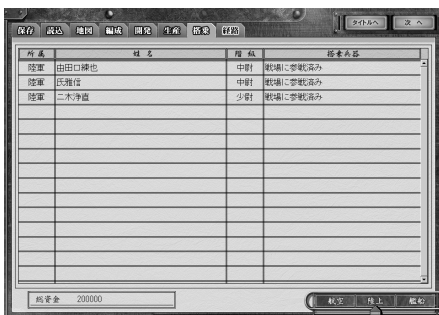 保存 読込 地図 編成 開発 生産 搭乗 経路 タイトルへ 次へ
所属 姓名 階級 搭乗兵器
陸軍 由田口練也 中尉 戦場に参戦済み
陸軍 氏雅信 中尉 戦場に参戦済み
陸軍 二木浄直 少尉 戦場に参戦済み
総資金 200000
航空 陸上 艦船